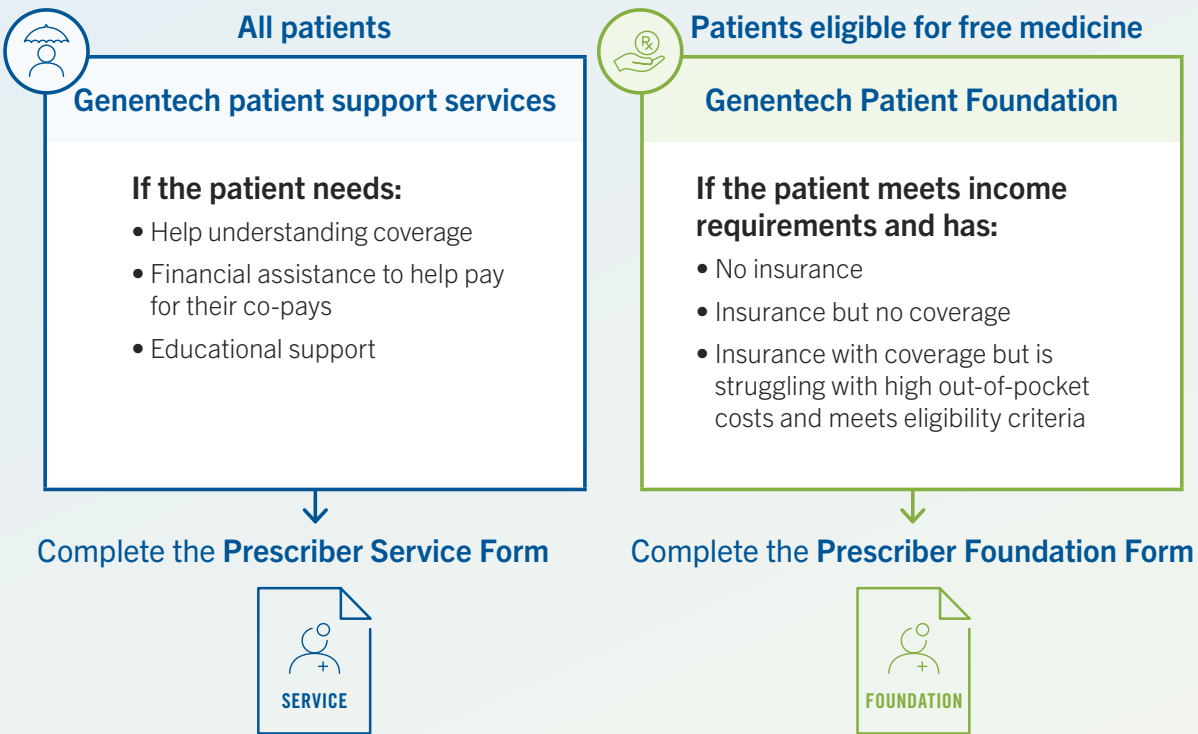 All patients
Genentech patient support services
If the patient needs:
• Help understanding coverage
• Financial assistance to help pay
for their co-pays
• Educational support
Complete the Prescriber Service Form
SERVICE
Patients eligible for free medicine
Rx
Genentech Patient Foundation
If the patient meets income
requirements and has:
• No insurance
• Insurance but no coverage
• Insurance with coverage but is
struggling with high out-of-pocket
costs and meets eligibility criteria
Complete the Prescriber Foundation Form
FOUNDATION